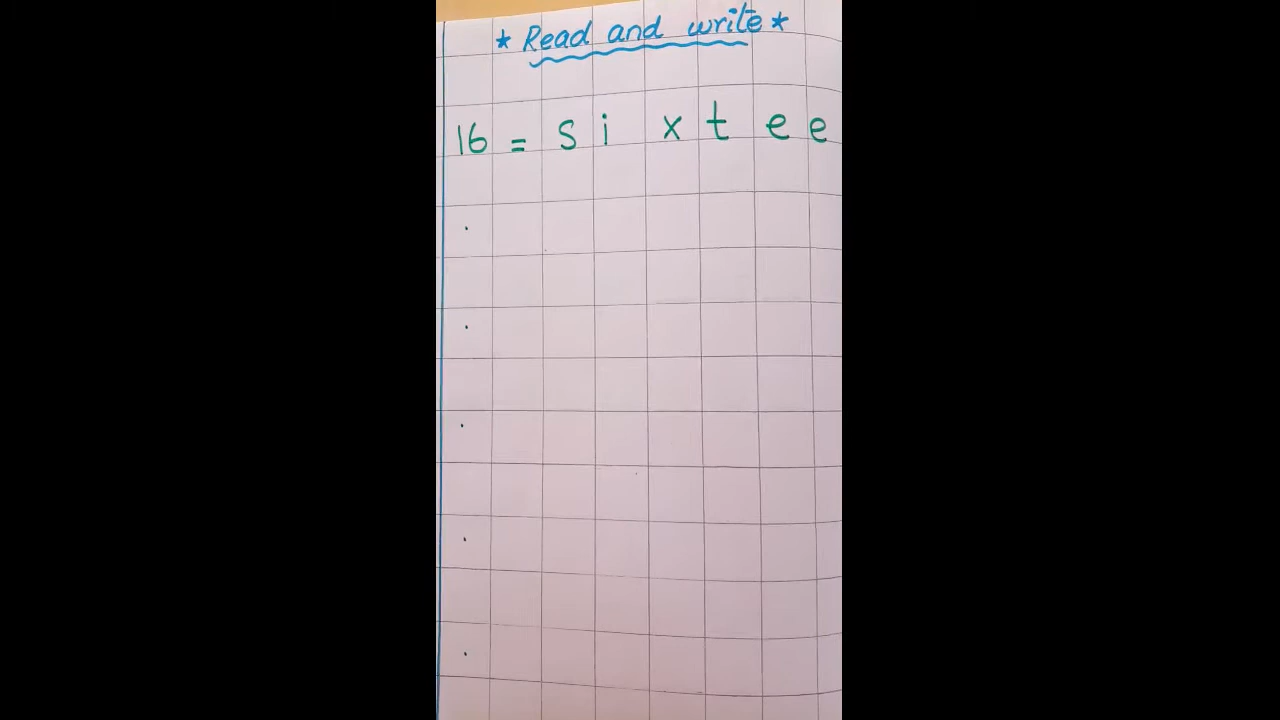 * Read and write *
16 = s i x t e e